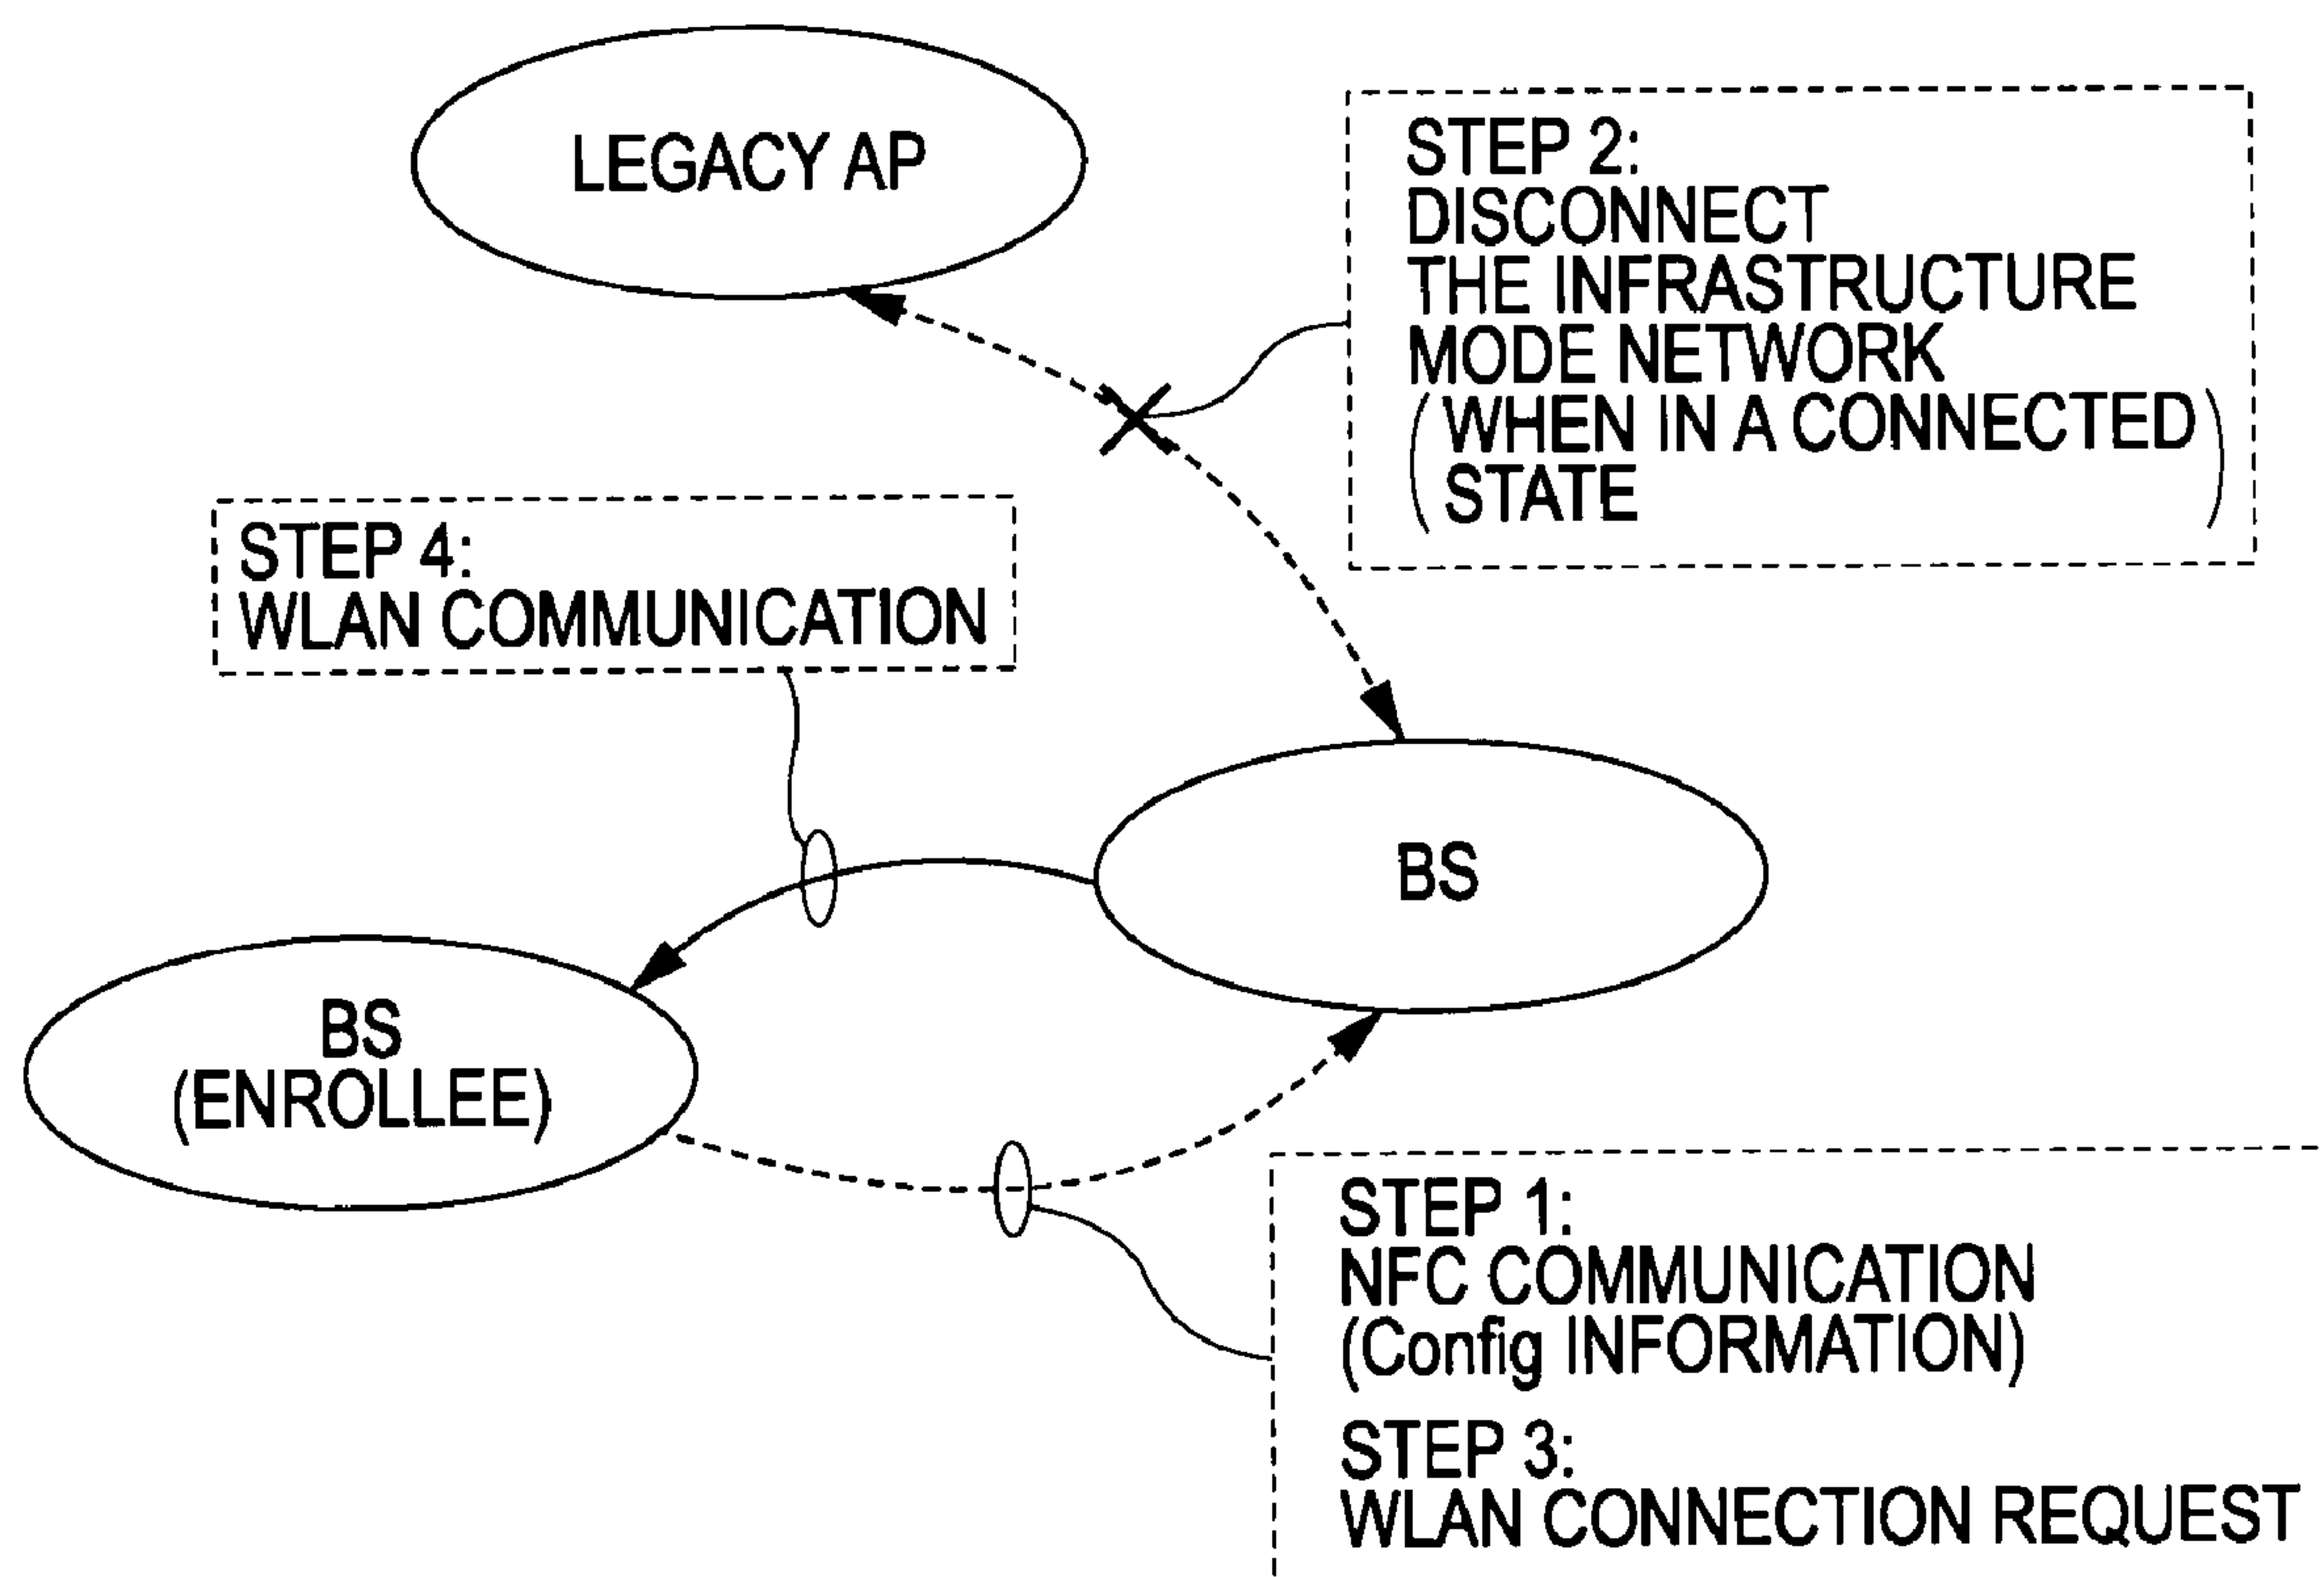 LEGACY AP
STEP 2:
DISCONNECT
THE INFRASTRUCTURE
MODE NETWORK
(WHEN IN A CONNECTED
STATE)
STEP 4:
WLAN COMMUNICATION
BS
BS
(ENROLLEE)
STEP 1:
NFC COMMUNICATION
(Config INFORMATION)
STEP 3:
WLAN CONNECTION REQUEST